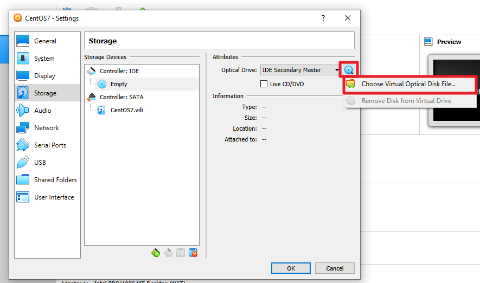 CentOS7 - Settings
General
System
Display
Storage
Audio
Network
Serial Ports
USB
Shared Folders
User Interface
Storage
Storage Devices
Controller: IDE
Empty
Controller: SATA
CentOS7.vdi
Attributes
Optical Drive: IDE Secondary Master
Live CD/DVD
Information
Type: --
Size: --
Location: --
Attached to: --
Choose Virtual Optical Disk File...
Remove Disk from Virtual Drive
Preview
OK
Cancel